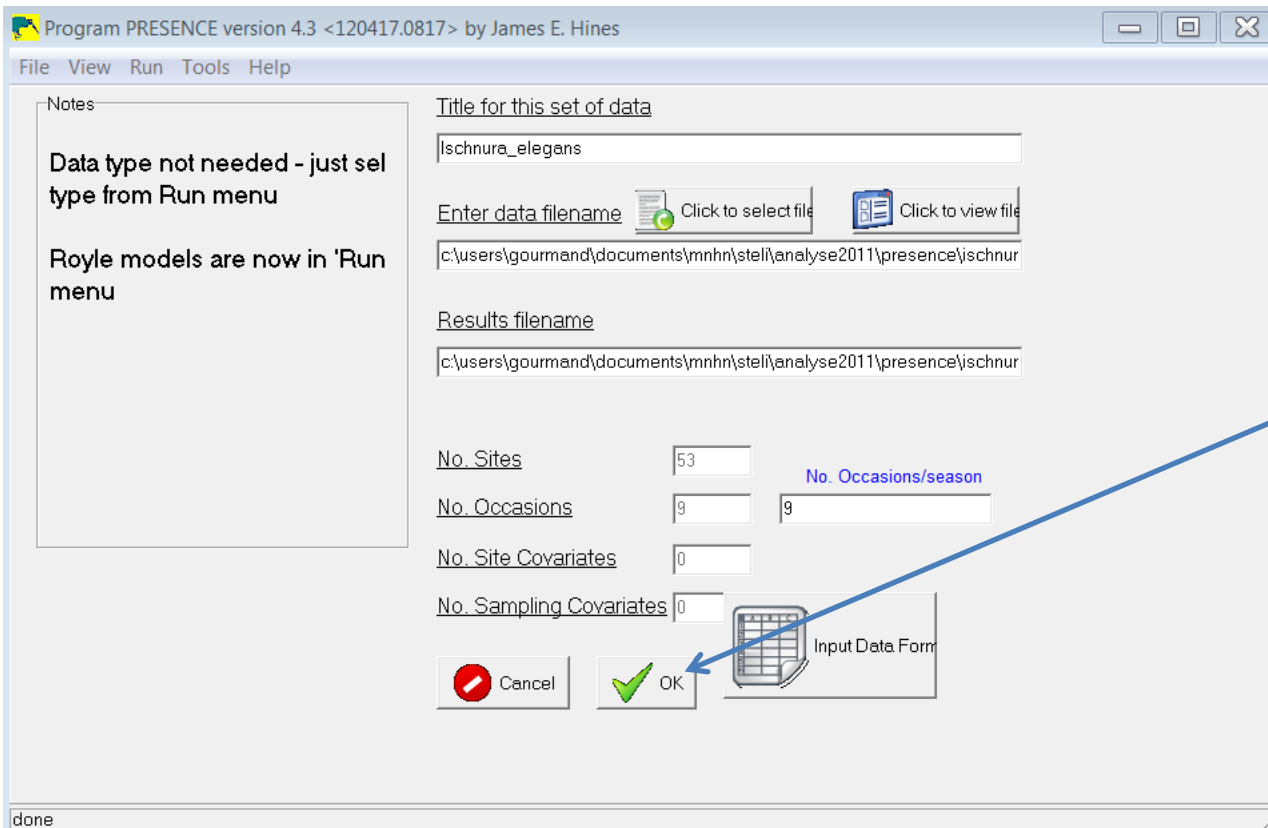 Program PRESENCE version 4.3 <120417.0817> by James E. Hines
File View Run Tools Help
Notes
Data type not needed - just sel
type from Run menu
Royle models are now in 'Run
menu
Title for this set of data
Ischnura_elegans
Enter data filename
Click to select file
Click to view file
c:\users\gourmand\documents\mnhn\steli\analyse2011\presence\ischnur
Results filename
c:\users\gourmand\documents\mnhn\steli\analyse2011\presence\ischnur
No. Sites 53
No. Occasions/season
No. Occasions 9 9
No. Site Covariates 0
No. Sampling Covariates 0
Input Data Form
Cancel
OK
done